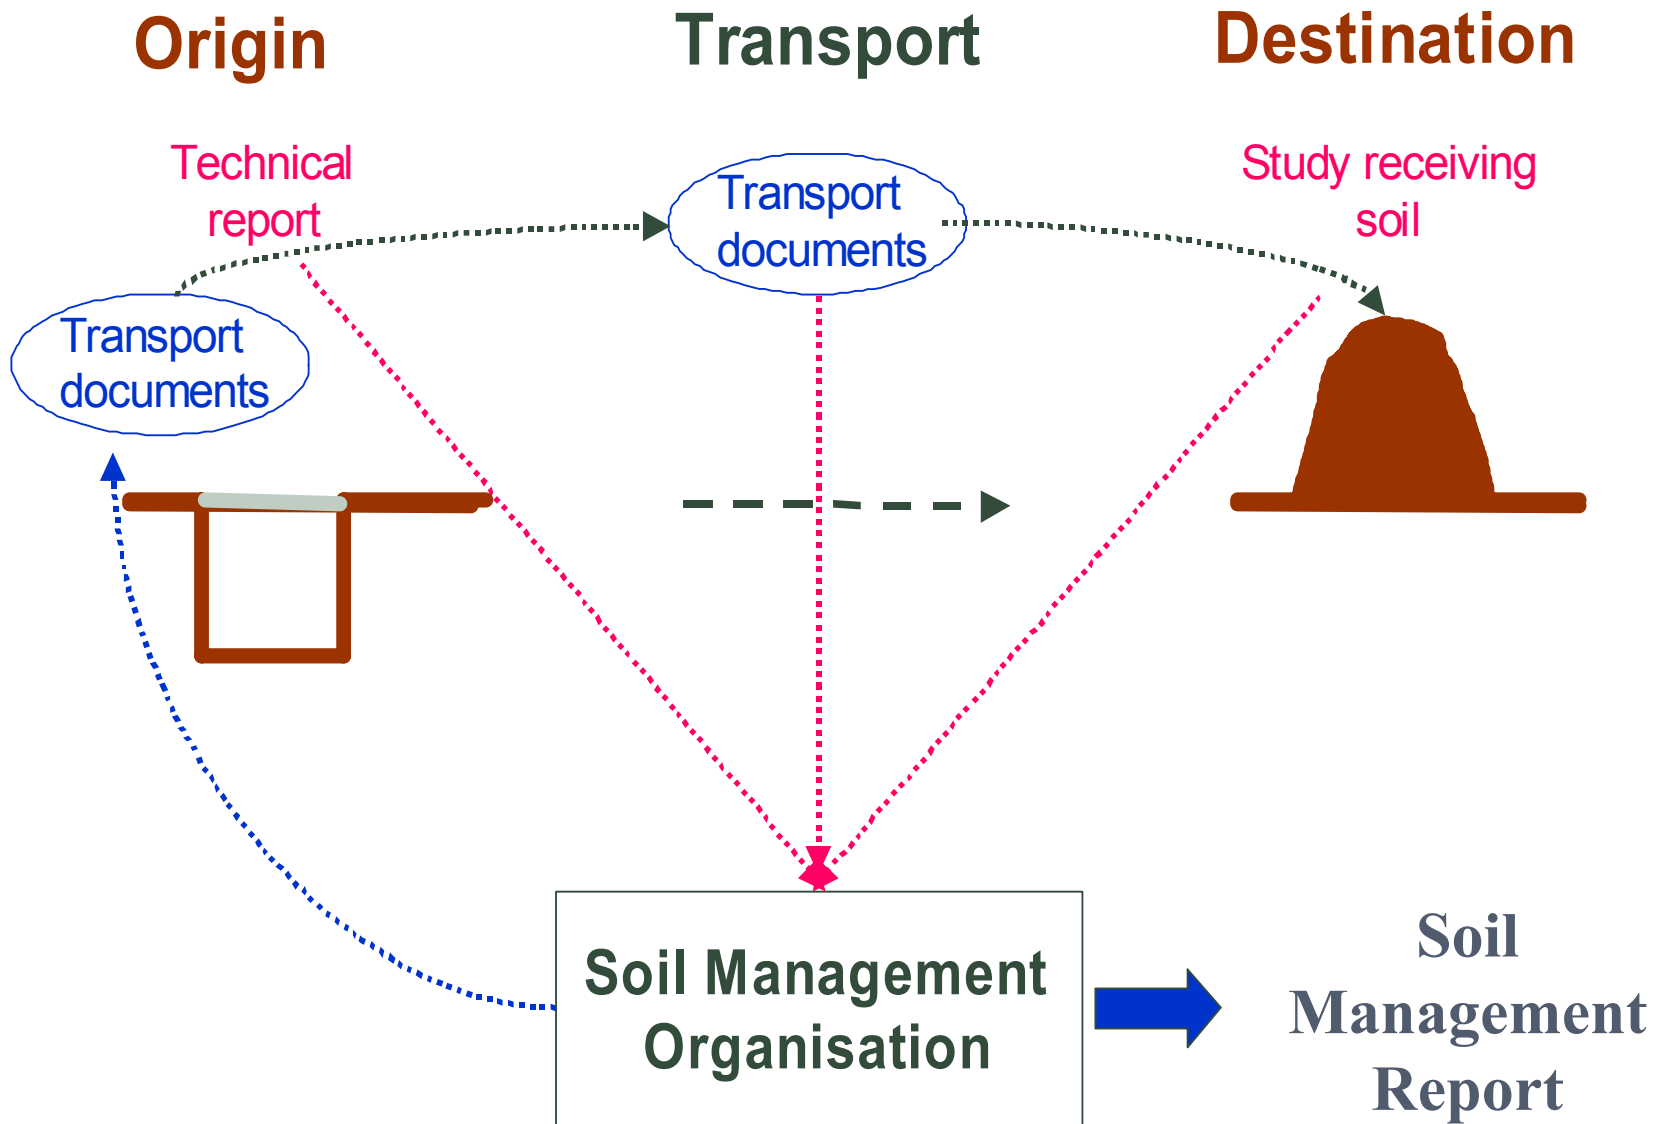 Origin
Transport
Destination
Technical
report
Transport
documents
Study receiving
soil
Transport
documents
Soil Management
Organisation
Soil
Management
Report